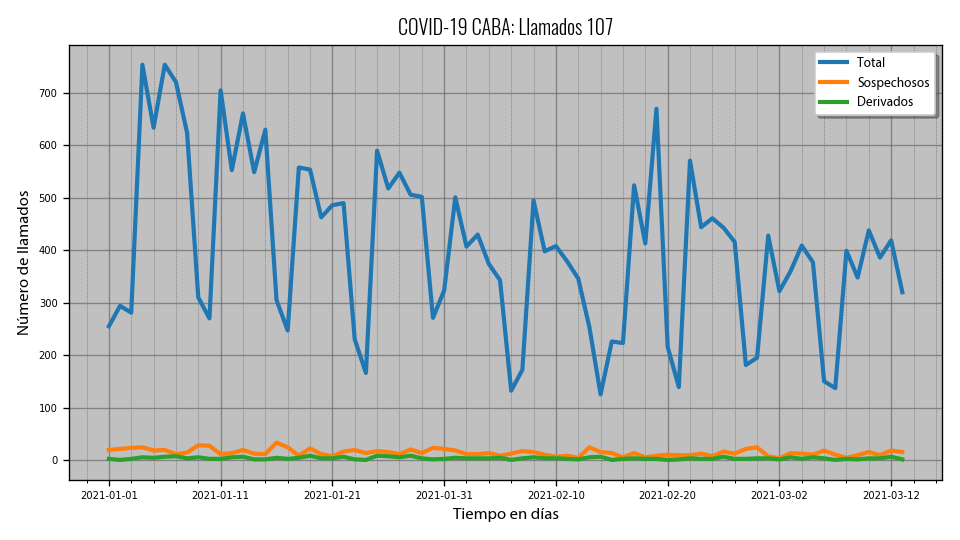 COVID-19 CABA: Llamados 107
Total
Sospechosos
Derivados
Número de llamados
700
600
500
400
300
200
100
0
2021-01-01 2021-01-11 2021-01-21 2021-01-31 2021-02-10 2021-02-20 2021-03-02 2021-03-12
Tiempo en días